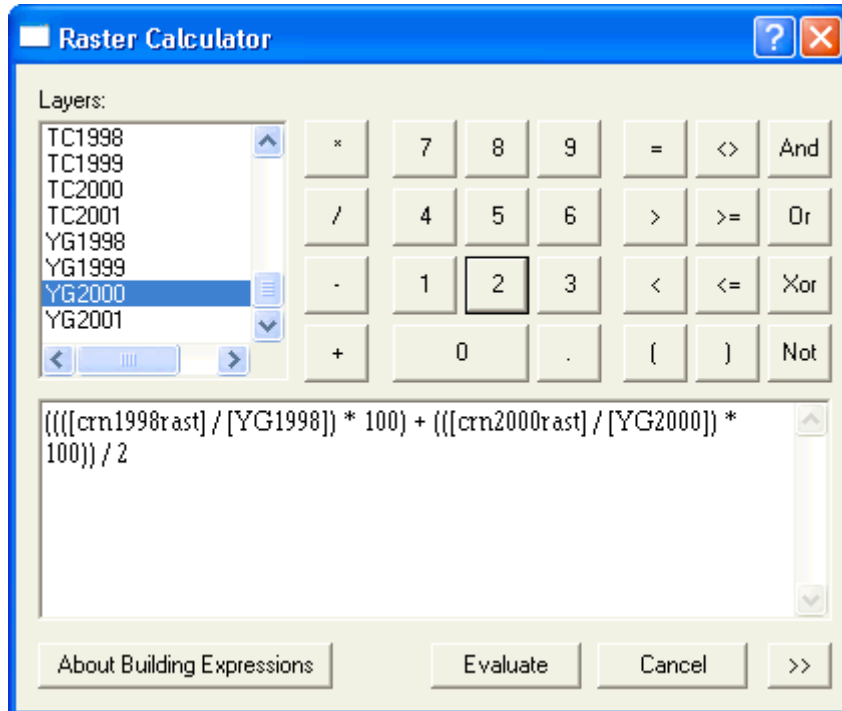 Raster Calculator
?
Layers:
TC1998
TC1999
TC2000
TC2001
YG1998
YG1999
YG2000
YG2001
* 7 8 9 = <> And
/ 4 5 6 > >= Or
- 1 2 3 < <= Xor
+ 0 . ( ) Not
((([crn1998rast] / [YG1998]) * 100) + (([crn2000rast] / [YG2000]) *
100)) / 2
About Building Expressions Evaluate Cancel >>